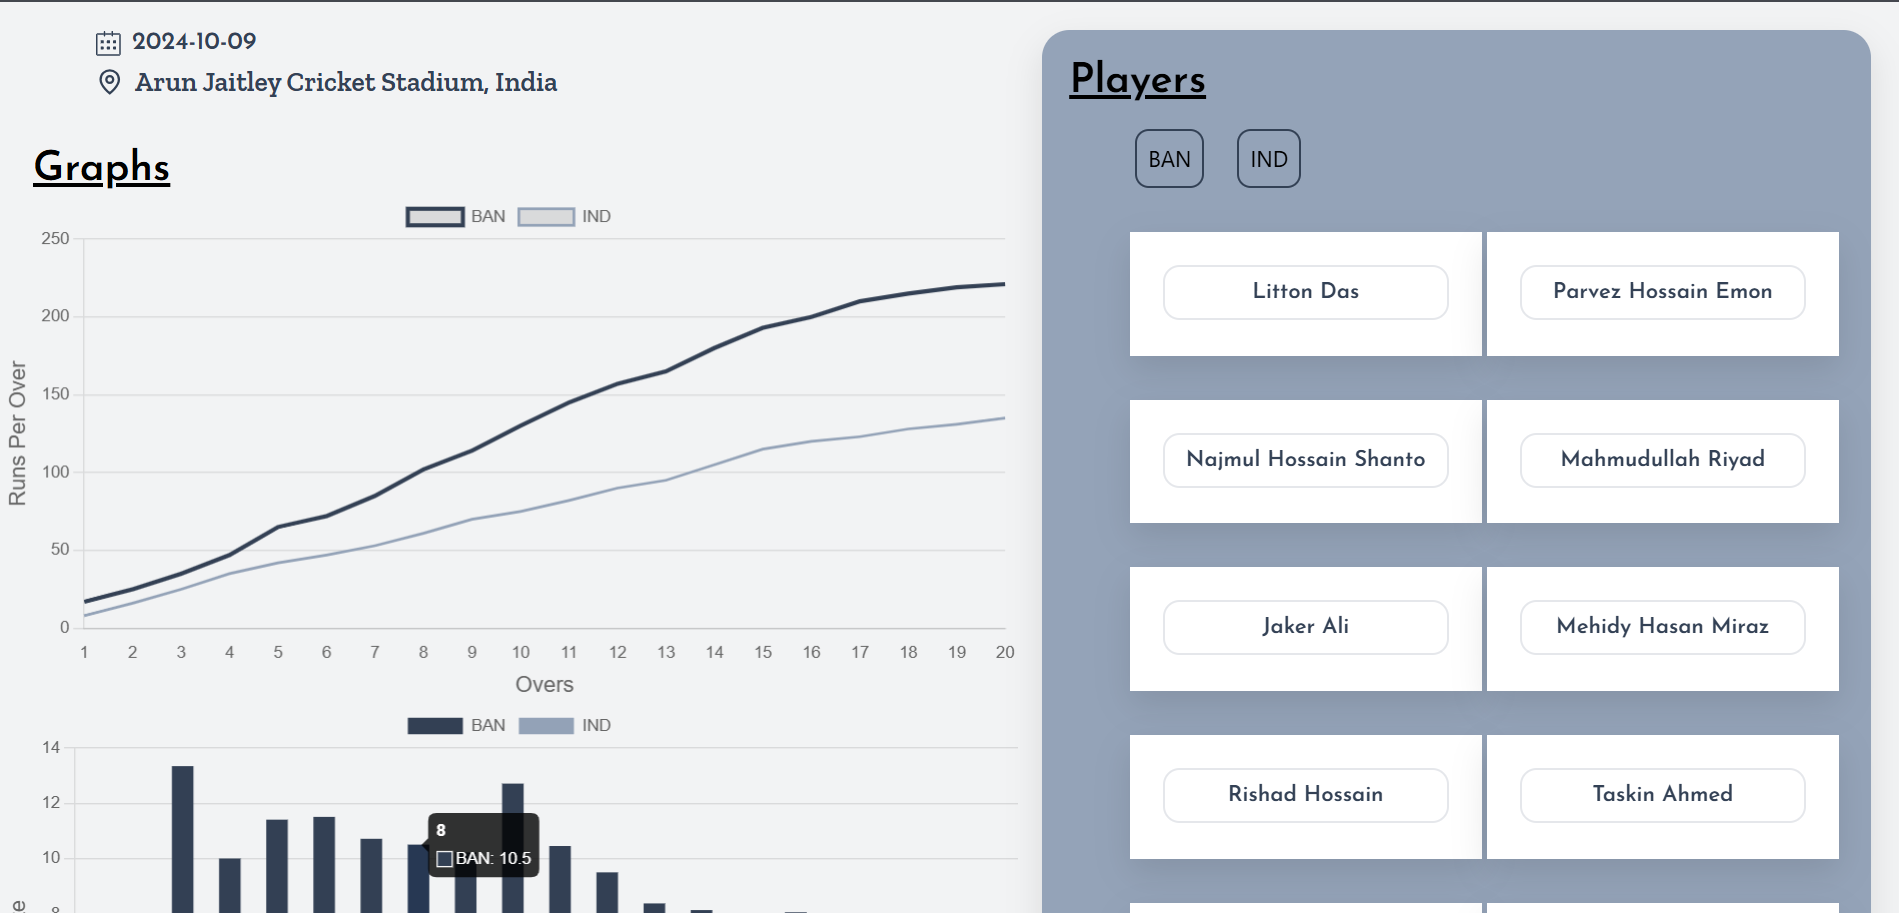 2024-10-09
Arun Jaitley Cricket Stadium, India
Graphs
BAN IND
250
200
150
100
50
0
Runs Per Over
1 2 3 4 5 6 7 8 9 10 11 12 13 14 15 16 17 18 19 20
Overs
BAN IND
14
12
10
8
8
BAN: 10.5
Players
BAN IND
Litton Das
Parvez Hossain Emon
Najmul Hossain Shanto
Mahmudullah Riyad
Jaker Ali
Mehidy Hasan Miraz
Rishad Hossain
Taskin Ahmed